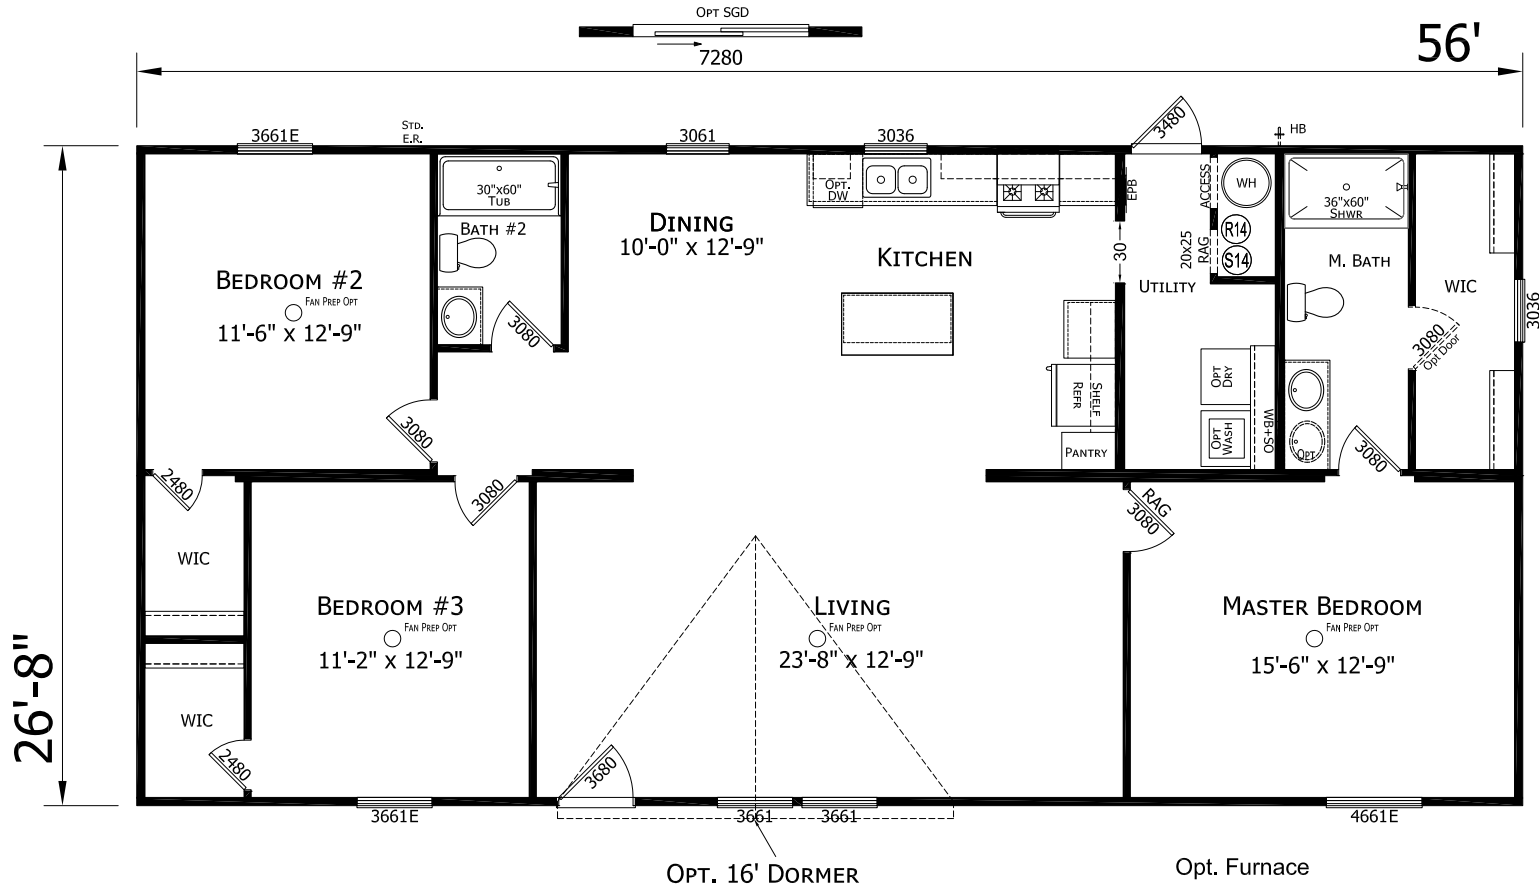 OPT SGD
7280
56'
26'-8"
3661E
STD.
E.R.
3061
3036
3480
HB
30"x60"
TUB
BATH #2
3080
BEDROOM #2
FAN PREP OPT
11'-6" x 12'-9"
3080
DINING
10'-0" x 12'-9"
OPT.
DW
KITCHEN
EPB
30
SHELF
REFR
PANTRY
UTILITY
ACCESS
20x25
RAG
WH
R14
S14
OPT
DRY
OPT
WASH
WB+SO
36"x60"
SHWR
M. BATH
OPT
3080
WIC
3080
Opt Door
3036
2480
WIC
WIC
2480
3080
BEDROOM #3
FAN PREP OPT
11'-2" x 12'-9"
LIVING
FAN PREP OPT
23'-8" x 12'-9"
RAG
3080
MASTER BEDROOM
FAN PREP OPT
15'-6" x 12'-9"
3680
3661E
3661
3661
4661E
OPT. 16' DORMER
Opt. Furnace